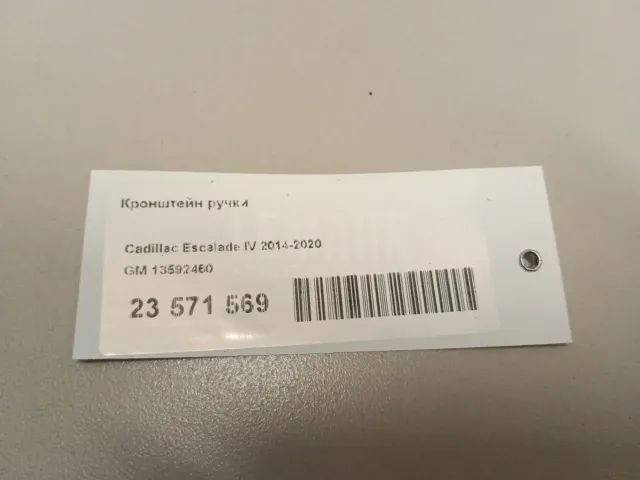 Кронштейн ручки
Cadillac Escalade IV 2014-2020
GM 13592460
23 571 569